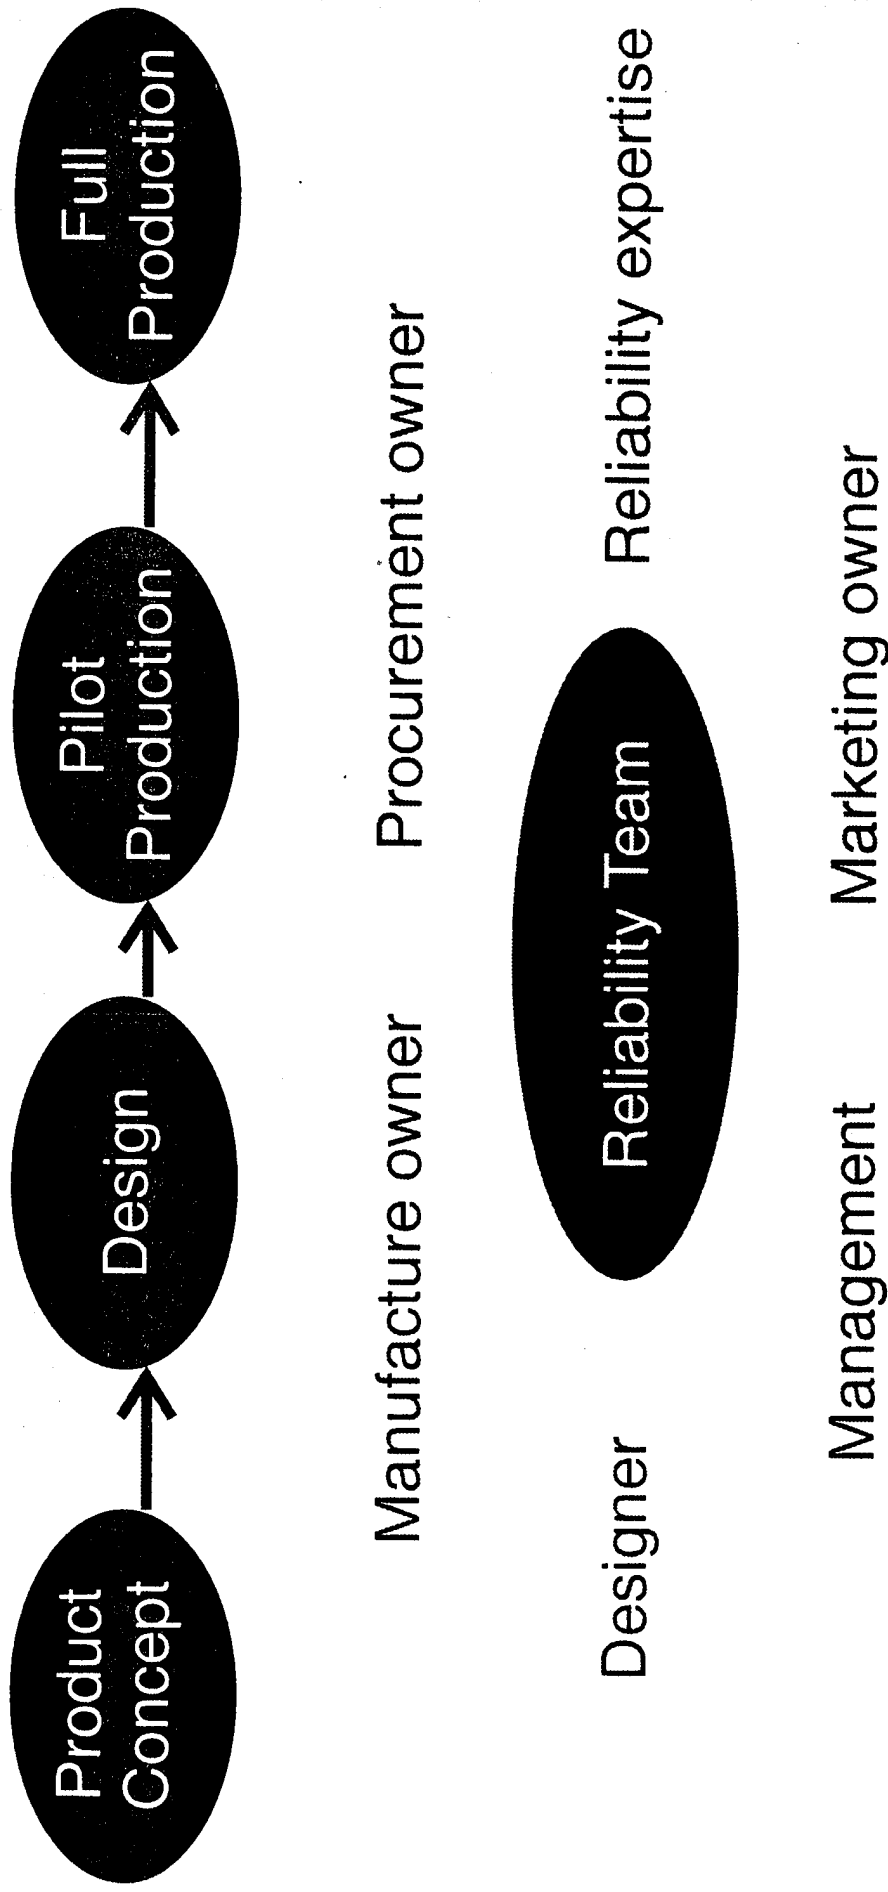 Product
Concept
Design
Pilot
Production
Full
Production
Manufacture owner
Procurement owner
Designer
Reliability Team
Reliability expertise
Management
Marketing owner